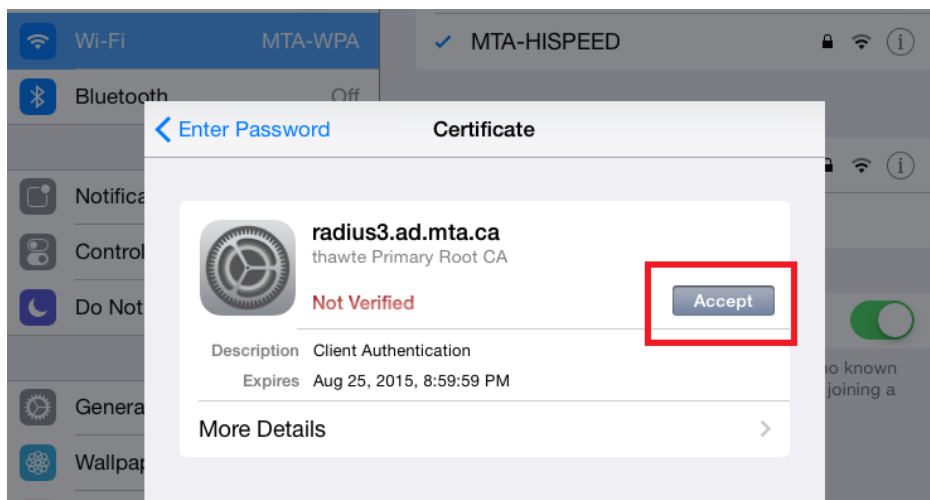 Wi-Fi MTA-WPA
MTA-HISPEED
Bluetooth Off
Enter Password
Certificate
Notifica
radius3.ad.mta.ca
thawte Primary Root CA
Control
Not Verified
Accept
Do Not
Description Client Authentication
Expires Aug 25, 2015, 8:59:59 PM
no known
joining a
Genera
More Details
Wallpap